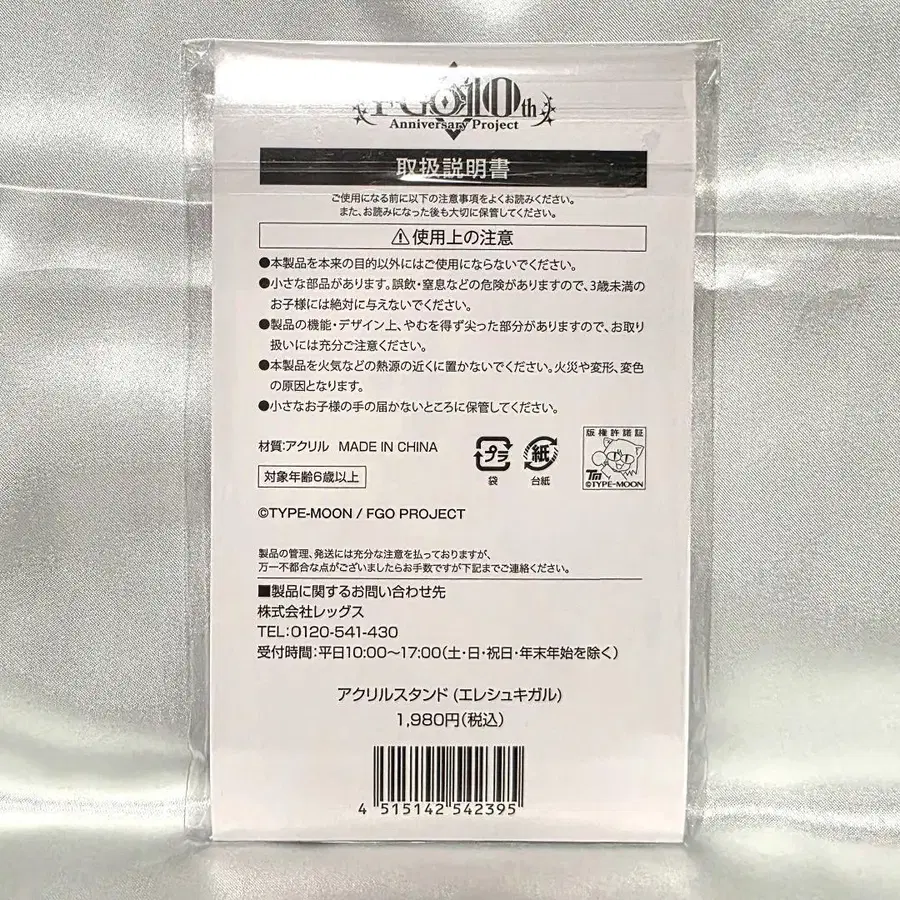 FGO10th
Anniversary Project
取扱説明書
ご使用になる前に以下の注意事項をよくお読みください。
また、お読みになった後も大切に保管してください。
⚠使用上の注意
●本製品を本来の目的以外にはご使用にならないでください。
●小さな部品があります。誤飲・窒息などの危険がありますので、3歳未満の
お子様には絶対に与えないでください。
●製品の機能・デザイン上、やむを得ず尖った部分がありますので、お取り
扱いには充分ご注意ください。
●本製品を火気などの熱源の近くに置かないでください。火災や変形、変色
の原因となります。
●小さなお子様の手の届かないところに保管してください。
材質:アクリル MADE IN CHINA
プラ
袋
紙
台紙
版権許諾証
TM
©TYPE-MOON
対象年齢6歳以上
©TYPE-MOON / FGO PROJECT
製品の管理、発送には充分な注意を払っておりますが、
万一不都合な点がございましたらお手数ですが下記までご連絡ください。
■製品に関するお問い合わせ先
株式会社レッグス
TEL:0120-541-430
受付時間:平日10:00～17:00(土・日・祝日・年末年始を除く)
アクリルスタンド (エレシュキガル)
1,980円(税込)
4 515142 542395